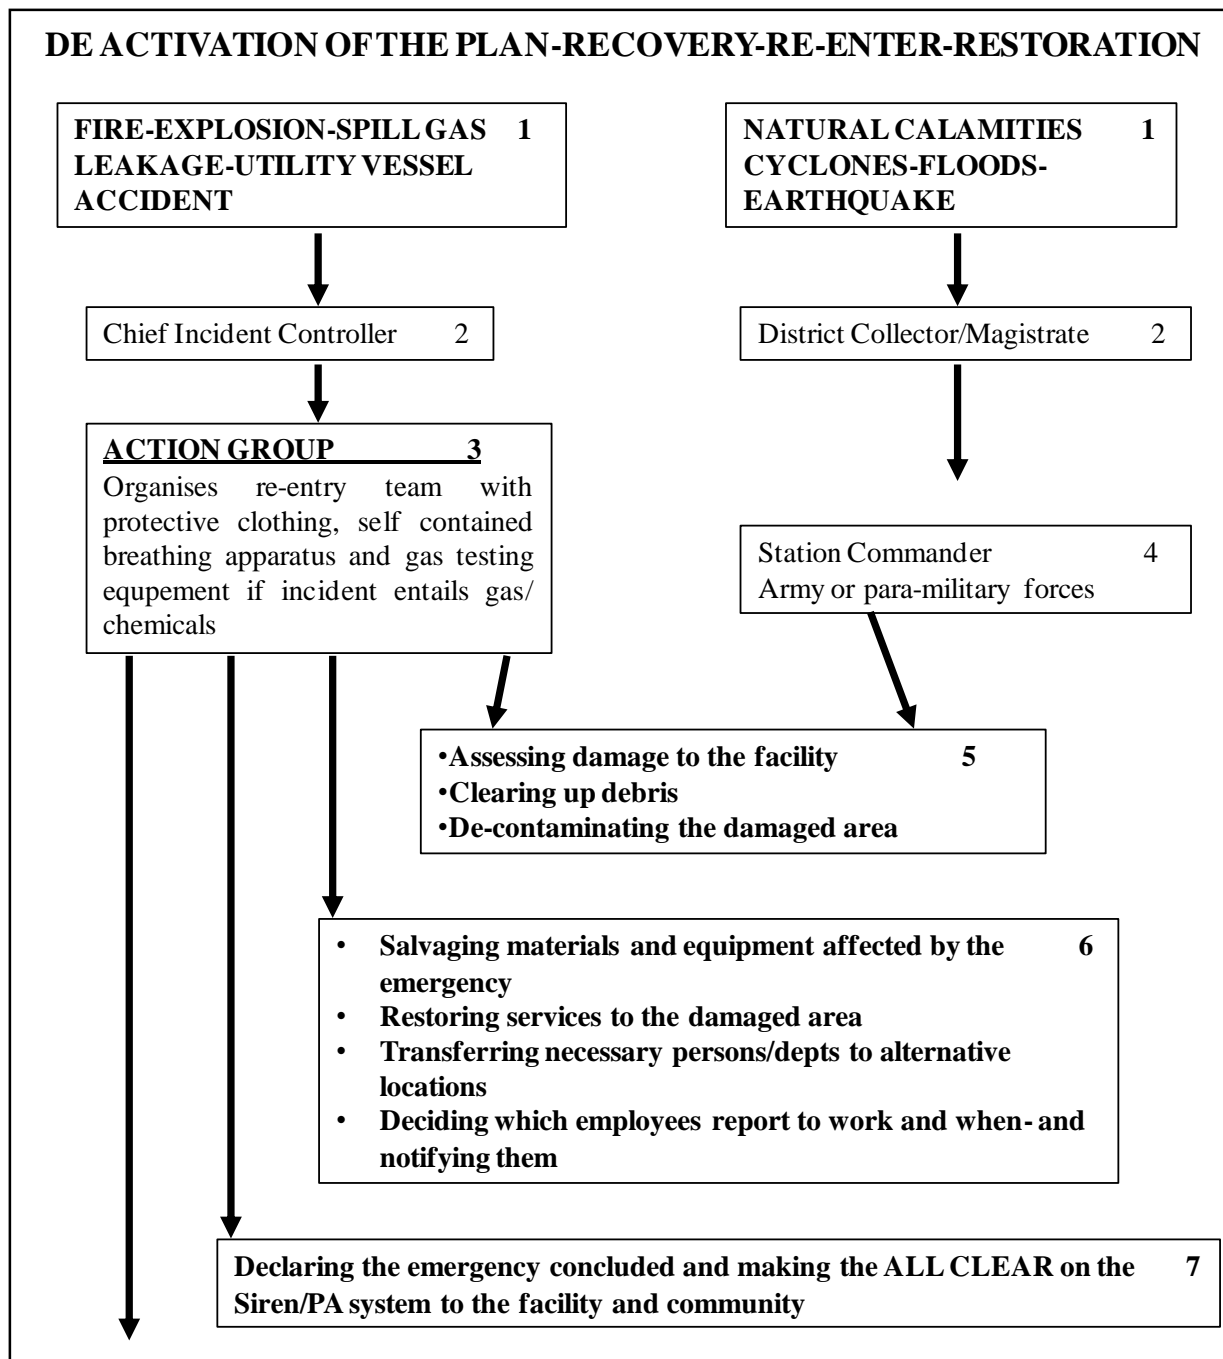 DE ACTIVATION OF THE PLAN-RECOVERY-RE-ENTER-RESTORATION
FIRE-EXPLOSION-SPILL GAS 1
LEAKAGE-UTILITY VESSEL
ACCIDENT
NATURAL CALAMITIES 1
CYCLONES-FLOODS-
EARTHQUAKE
Chief Incident Controller 2
District Collector/Magistrate 2
ACTION GROUP 3
Organises re-entry team with
protective clothing, self contained
breathing apparatus and gas testing
equpement if incident entails gas/
chemicals
Station Commander 4
Army or para-military forces
•Assessing damage to the facility 5
•Clearing up debris
•De-contaminating the damaged area
• Salvaging materials and equipment affected by the 6
emergency
• Restoring services to the damaged area
• Transferring necessary persons/depts to alternative
locations
• Deciding which employees report to work and when- and
notifying them
Declaring the emergency concluded and making the ALL CLEAR on the 7
Siren/PA system to the facility and community